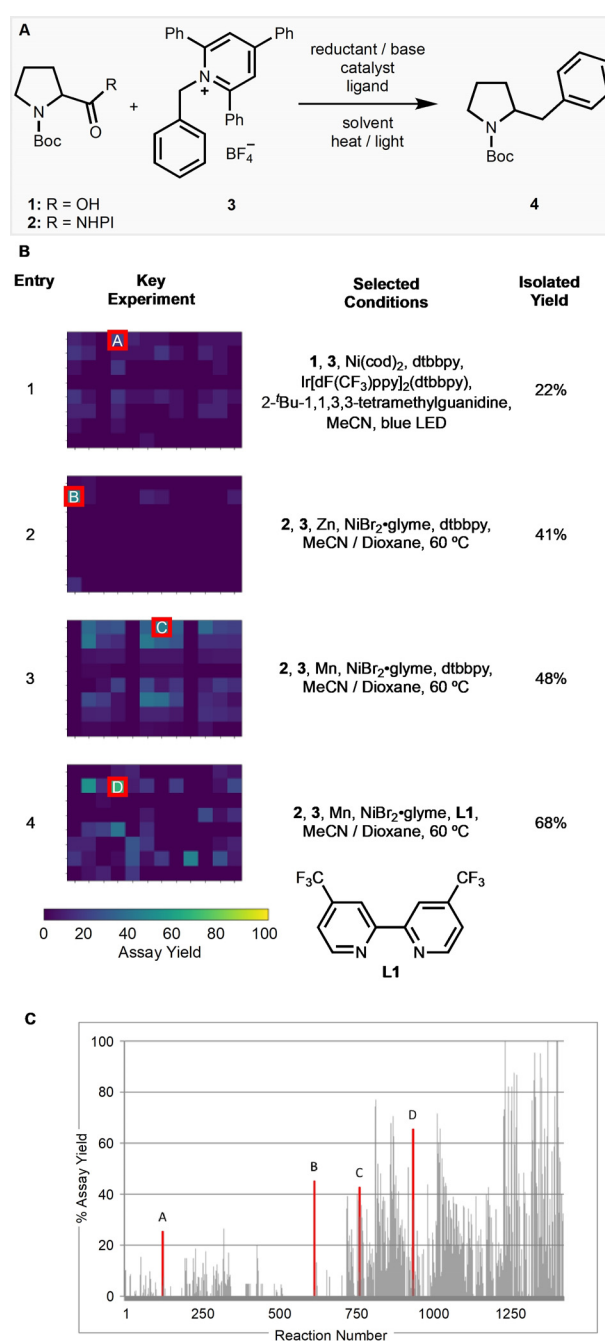 A
Ph
Ph
R
N
+
O
N
Boc
+
Ph
BF4−
reductant / base
catalyst
ligand
solvent
heat / light
N
Boc
1: R = OH
2: R = NHPI
3
4
B
Entry
Key
Experiment
Selected
Conditions
Isolated
Yield
A
1
1, 3, Ni(cod)2, dtbbpy,
Ir[dF(CF3)ppy]2(dtbbpy),
2-tBu-1,1,3,3-tetramethylguanidine,
MeCN, blue LED
22%
B
2
2, 3, Zn, NiBr2•glyme, dtbbpy,
MeCN / Dioxane, 60 ºC
41%
C
3
2, 3, Mn, NiBr2•glyme, dtbbpy,
MeCN / Dioxane, 60 ºC
48%
D
4
2, 3, Mn, NiBr2•glyme, L1,
MeCN / Dioxane, 60 ºC
68%
F3C
CF3
N
N
L1
0 20 40 60 80 100
Assay Yield
C
% Assay Yield
100
80
60
40
20
0
A
B
C
D
1 250 500 750 1000 1250
Reaction Number